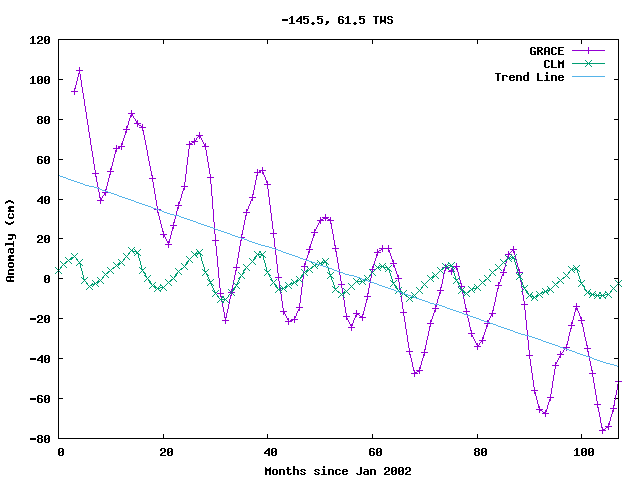 -145.5, 61.5 TWS
GRACE
CLM
Trend Line
Anomaly (cm)
120
100
80
60
40
20
0
-20
-40
-60
-80
0 20 40 60 80 100
Months since Jan 2002